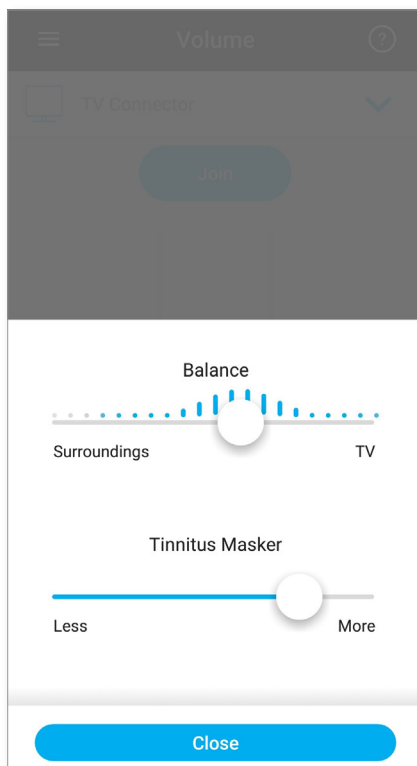 Volume
?
TV Connector
Join
Balance
Surroundings TV
Tinnitus Masker
Less More
Close